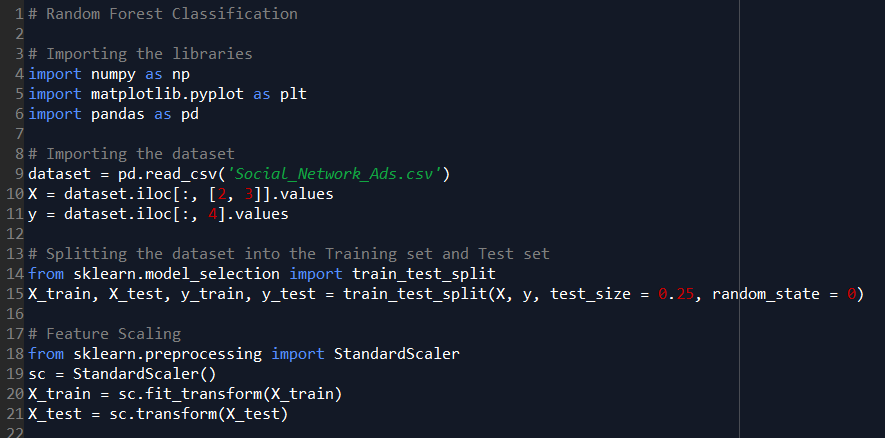 1 # Random Forest Classification
2
3 # Importing the libraries
4 import numpy as np
5 import matplotlib.pyplot as plt
6 import pandas as pd
7
8 # Importing the dataset
9 dataset = pd.read_csv('Social_Network_Ads.csv')
10 X = dataset.iloc[:, [2, 3]].values
11 y = dataset.iloc[:, 4].values
12
13 # Splitting the dataset into the Training set and Test set
14 from sklearn.model_selection import train_test_split
15 X_train, X_test, y_train, y_test = train_test_split(X, y, test_size = 0.25, random_state = 0)
16
17 # Feature Scaling
18 from sklearn.preprocessing import StandardScaler
19 sc = StandardScaler()
20 X_train = sc.fit_transform(X_train)
21 X_test = sc.transform(X_test)
22